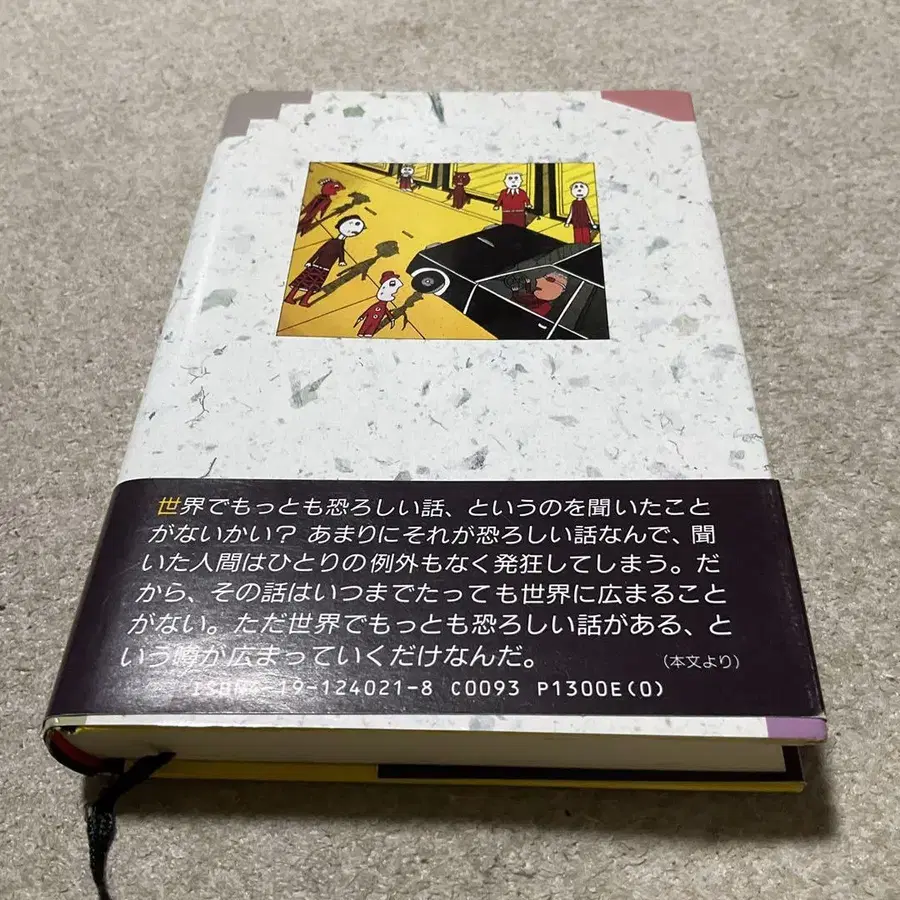 世界でもっとも恐ろしい話、というのを聞いたこと
がないかい? あまりにそれが恐ろしい話なんで、聞
いた人間はひとりの例外もなく発狂してしまう。だ
から、その話はいつまでたっても世界に広まること
がない。ただ世界でもっとも恐ろしい話がある、と
いう噂が広まっていくだけなんだ。
(本文より)
ISBN4-19-124021-8 C0093 P1300E(0)